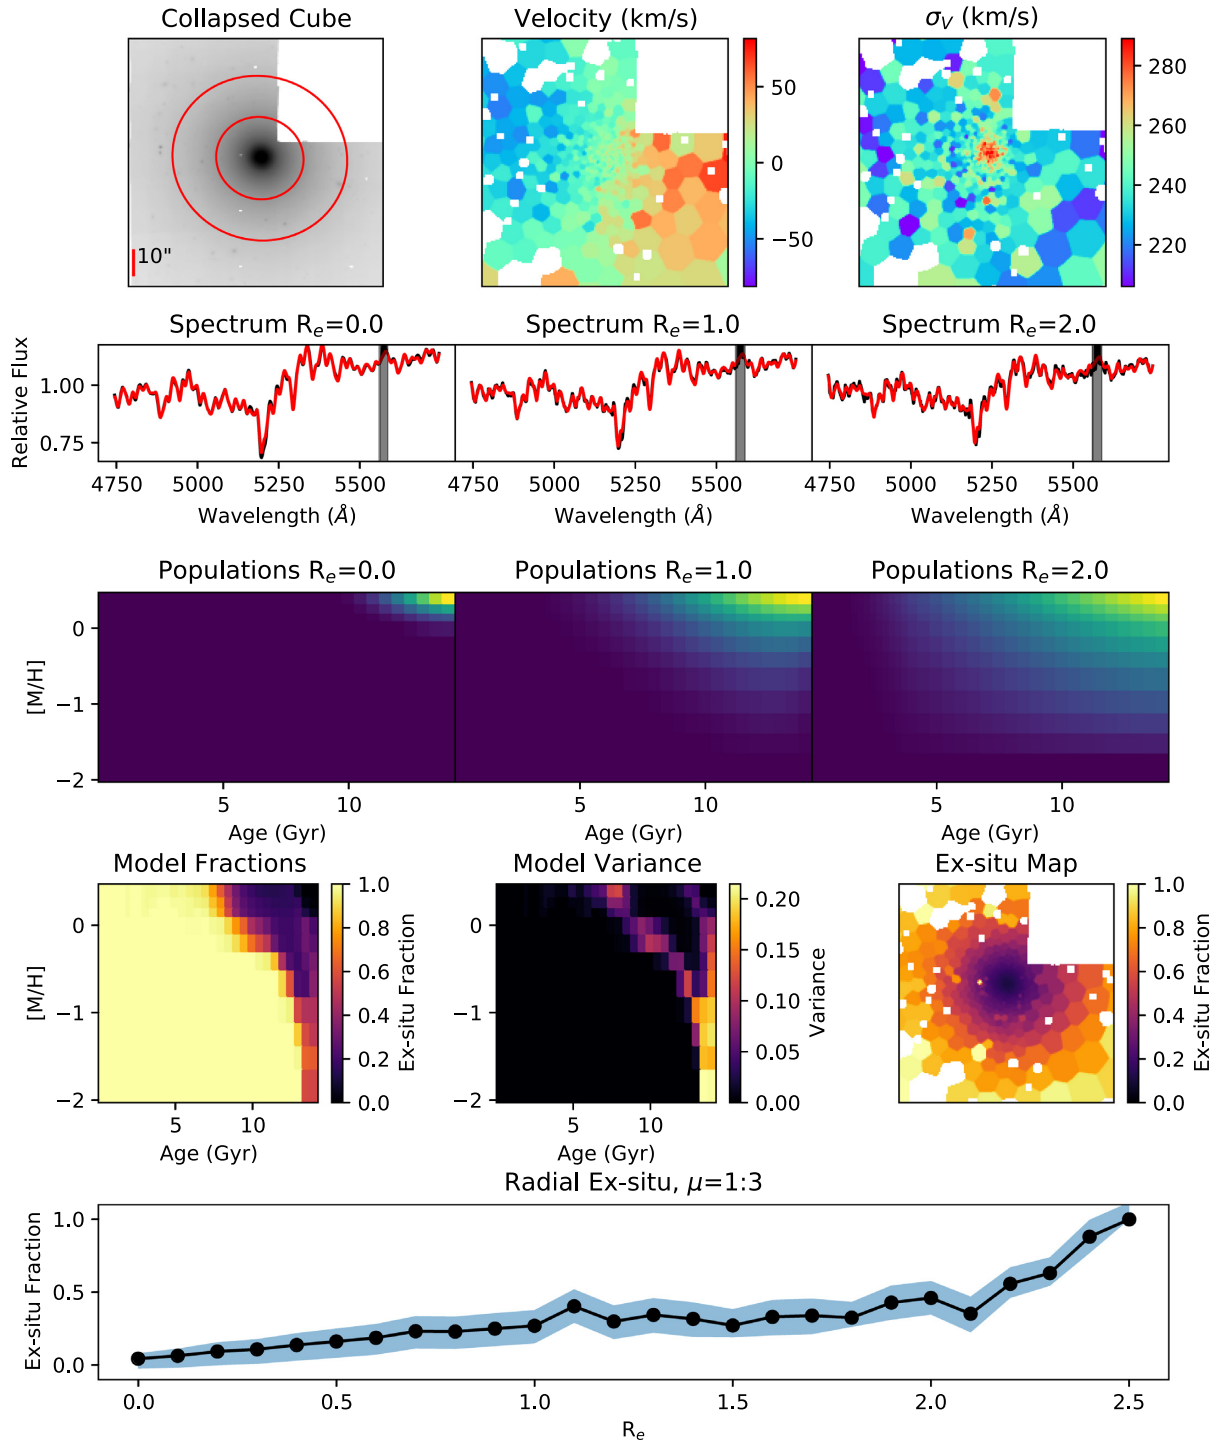 Collapsed Cube
Velocity (km/s)
σ_V (km/s)
10"
50
0
−50
280
260
240
220
Spectrum R_e=0.0
Spectrum R_e=1.0
Spectrum R_e=2.0
Relative Flux
1.00
0.75
4750 5000 5250 5500
4750 5000 5250 5500
4750 5000 5250 5500
Wavelength (Å)
Wavelength (Å)
Wavelength (Å)
Populations R_e=0.0
Populations R_e=1.0
Populations R_e=2.0
[M/H]
0
−1
−2
5 10
5 10
5 10
Age (Gyr)
Age (Gyr)
Age (Gyr)
Model Fractions
Model Variance
Ex-situ Map
[M/H]
0
−1
−2
5 10
Age (Gyr)
1.0
0.8
0.6
0.4
0.2
0.0
Ex-situ Fraction
0
−1
−2
5 10
Age (Gyr)
0.20
0.15
0.10
0.05
0.00
Variance
1.0
0.8
0.6
0.4
0.2
0.0
Ex-situ Fraction
Radial Ex-situ, μ=1:3
Ex-situ Fraction
1.0
0.5
0.0
0.0 0.5 1.0 1.5 2.0 2.5
R_e